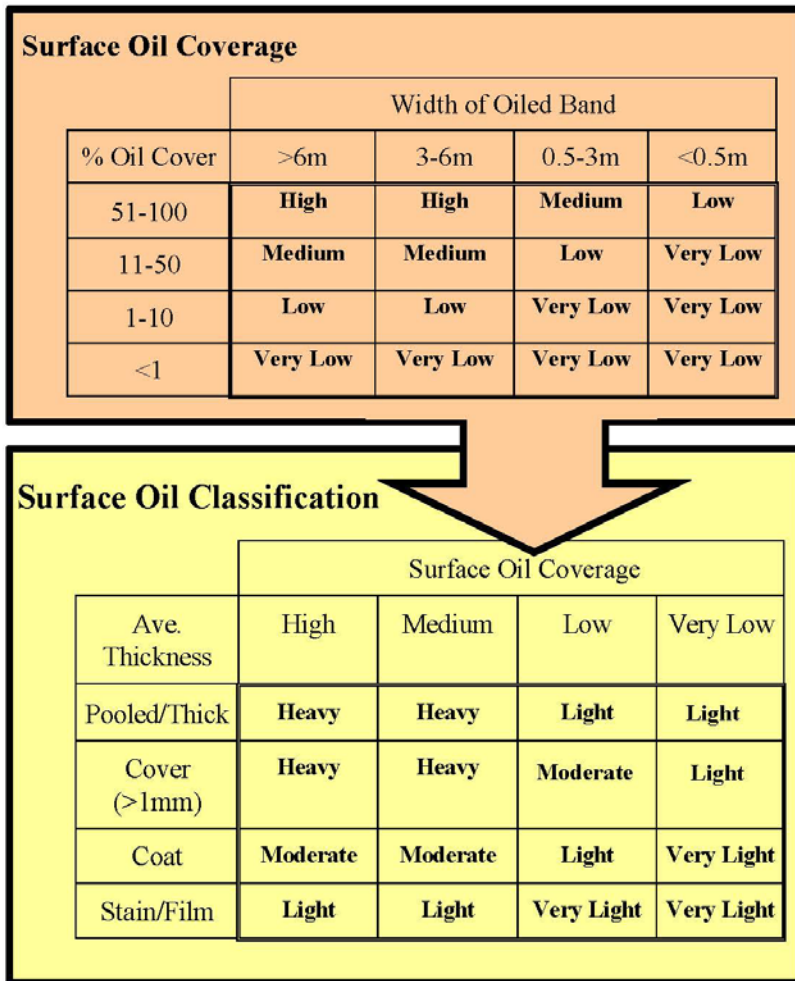 Surface Oil Coverage
Width of Oiled Band
% Oil Cover >6m 3-6m 0.5-3m <0.5m
51-100 High High Medium Low
11-50 Medium Medium Low Very Low
1-10 Low Low Very Low Very Low
<1 Very Low Very Low Very Low Very Low
Surface Oil Classification
Surface Oil Coverage
Ave.
Thickness High Medium Low Very Low
Pooled/Thick Heavy Heavy Light Light
Cover
(>1mm) Heavy Heavy Moderate Light
Coat Moderate Moderate Light Very Light
Stain/Film Light Light Very Light Very Light